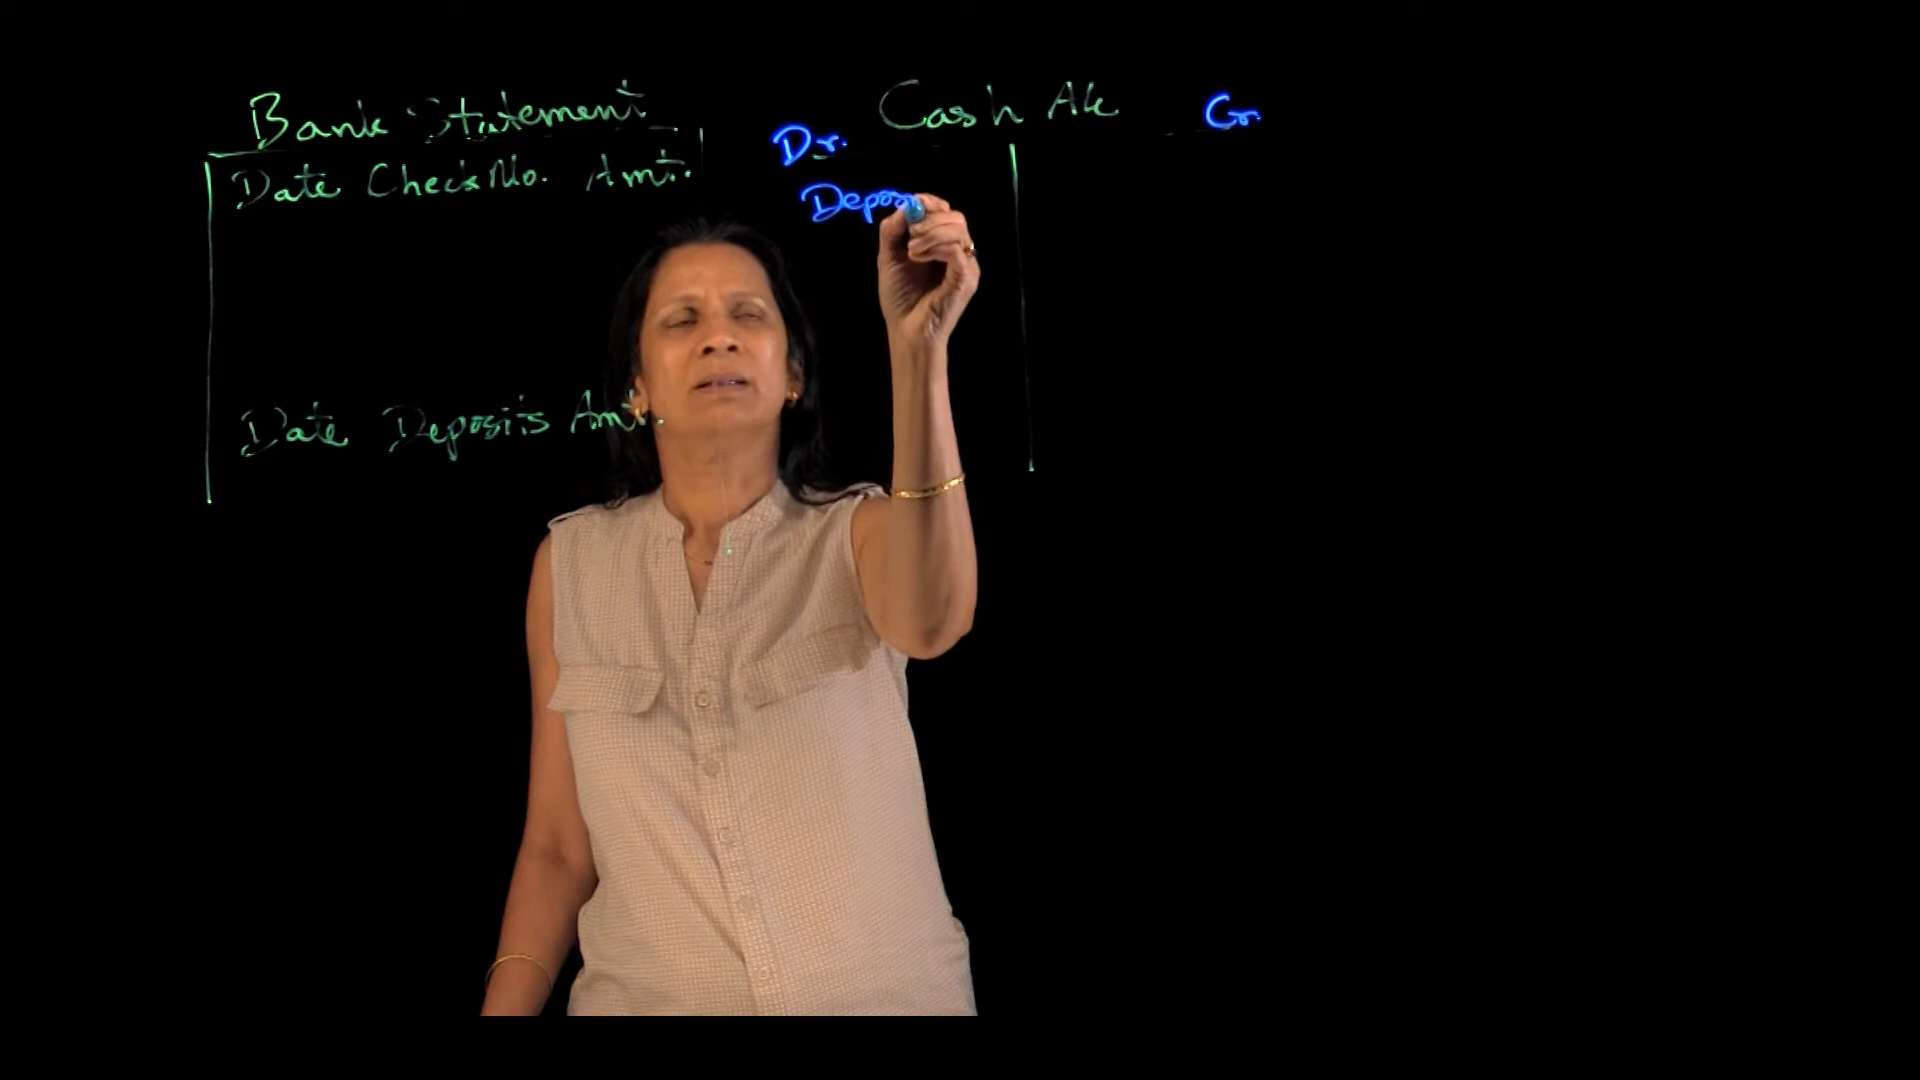 Bank Statement
Date Check No. Amt.
Date Deposits Amt.
Cash A/c
Dr. Cr.
Depos